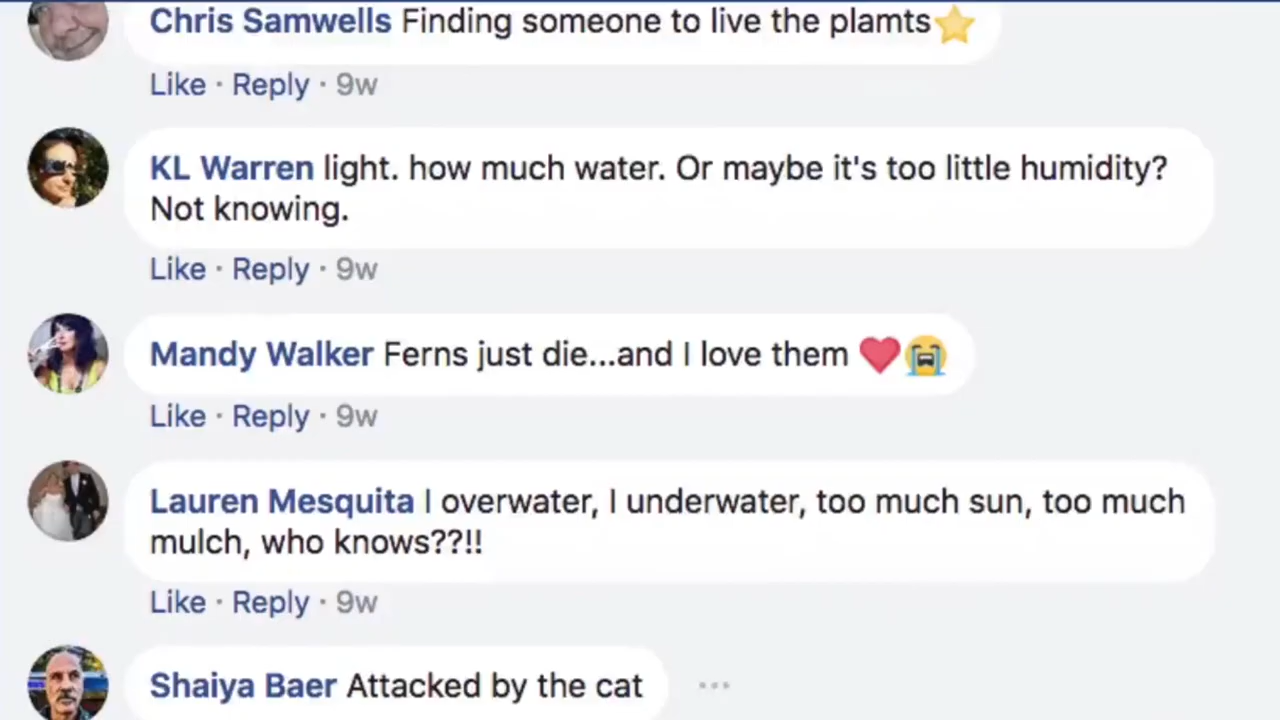 Chris Samwells Finding someone to live the plamts⭐
Like · Reply · 9w
KL Warren light. how much water. Or maybe it's too little humidity?
Not knowing.
Like · Reply · 9w
Mandy Walker Ferns just die...and I love them ❤️😭
Like · Reply · 9w
Lauren Mesquita I overwater, I underwater, too much sun, too much
mulch, who knows??!!
Like · Reply · 9w
Shaiya Baer Attacked by the cat ...